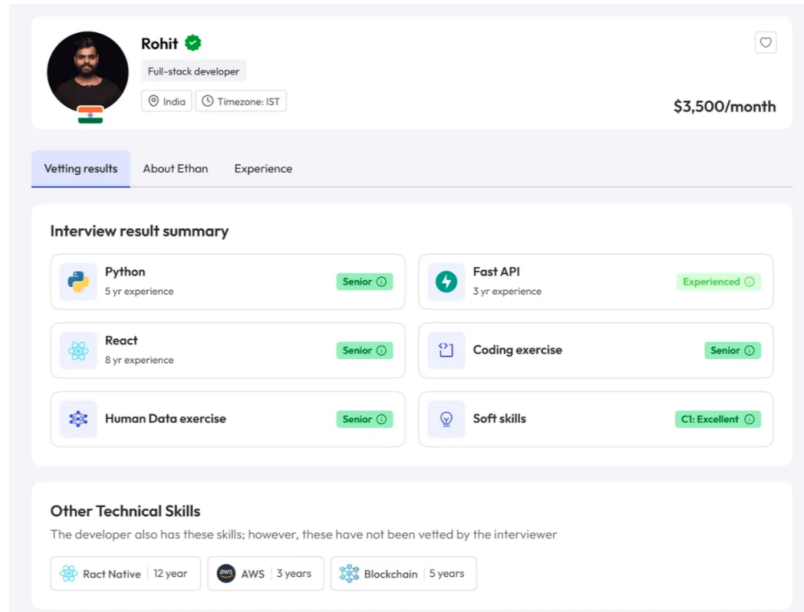 Rohit
Full-stack developer
India
Timezone: IST
$3,500/month
Vetting results
About Ethan
Experience
Interview result summary
Python
5 yr experience
Senior
Fast API
3 yr experience
Experienced
React
8 yr experience
Senior
Coding exercise
Senior
Human Data exercise
Senior
Soft skills
C1: Excellent
Other Technical Skills
The developer also has these skills; however, these have not been vetted by the interviewer
Ract Native 12 year
aws AWS 3 years
Blockchain 5 years